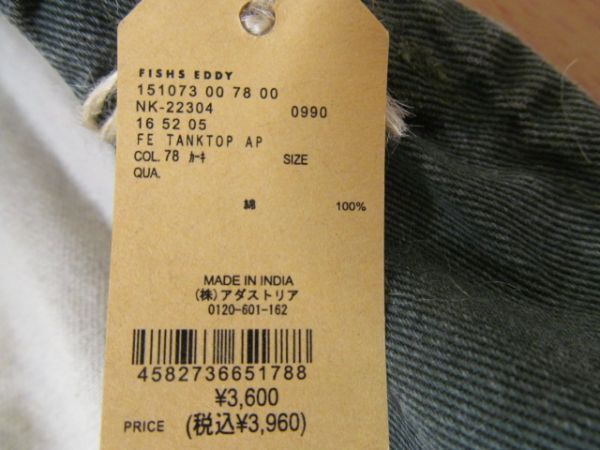 FISHS EDDY
151073 00 78 00
NK-22304 0990
16 52 05
FE TANKTOP AP
COL. 78 ｶｰｷ SIZE
QUA.
綿 100%
MADE IN INDIA
(株)アダストリア
0120-601-162
4582736651788
¥3,600
PRICE (税込¥3,960)